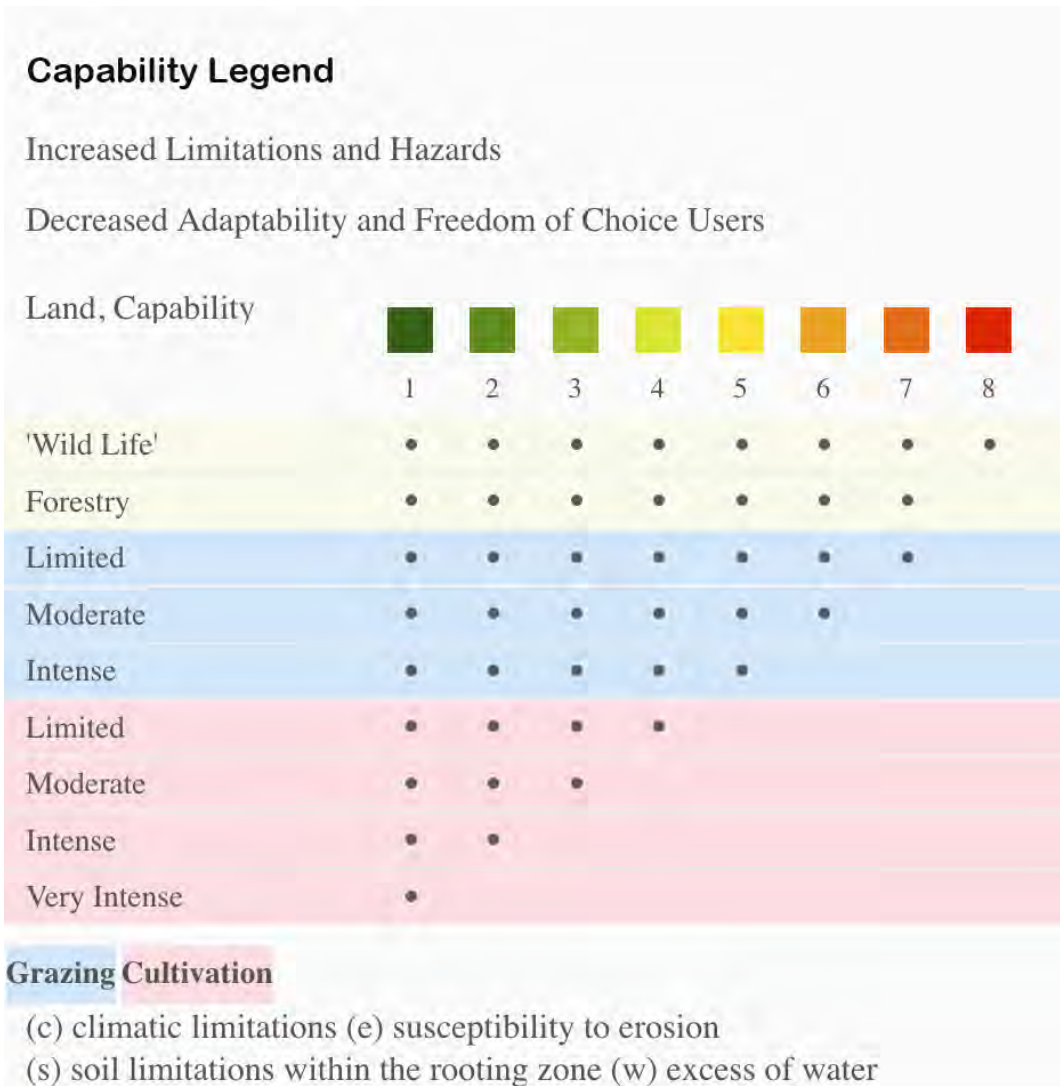 Capability Legend
Increased Limitations and Hazards
Decreased Adaptability and Freedom of Choice Users
Land, Capability
1 2 3 4 5 6 7 8
'Wild Life'
Forestry
Limited
Moderate
Intense
Limited
Moderate
Intense
Very Intense
Grazing Cultivation
(c) climatic limitations (e) susceptibility to erosion
(s) soil limitations within the rooting zone (w) excess of water